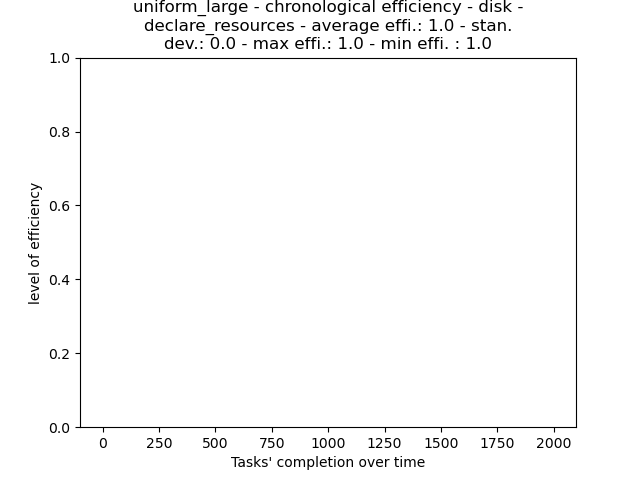 uniform_large - chronological efficiency - disk -
declare_resources - average effi.: 1.0 - stan.
dev.: 0.0 - max effi.: 1.0 - min effi. : 1.0
1.0
0.8
0.6
0.4
0.2
0.0
level of efficiency
0 250 500 750 1000 1250 1500 1750 2000
Tasks' completion over time